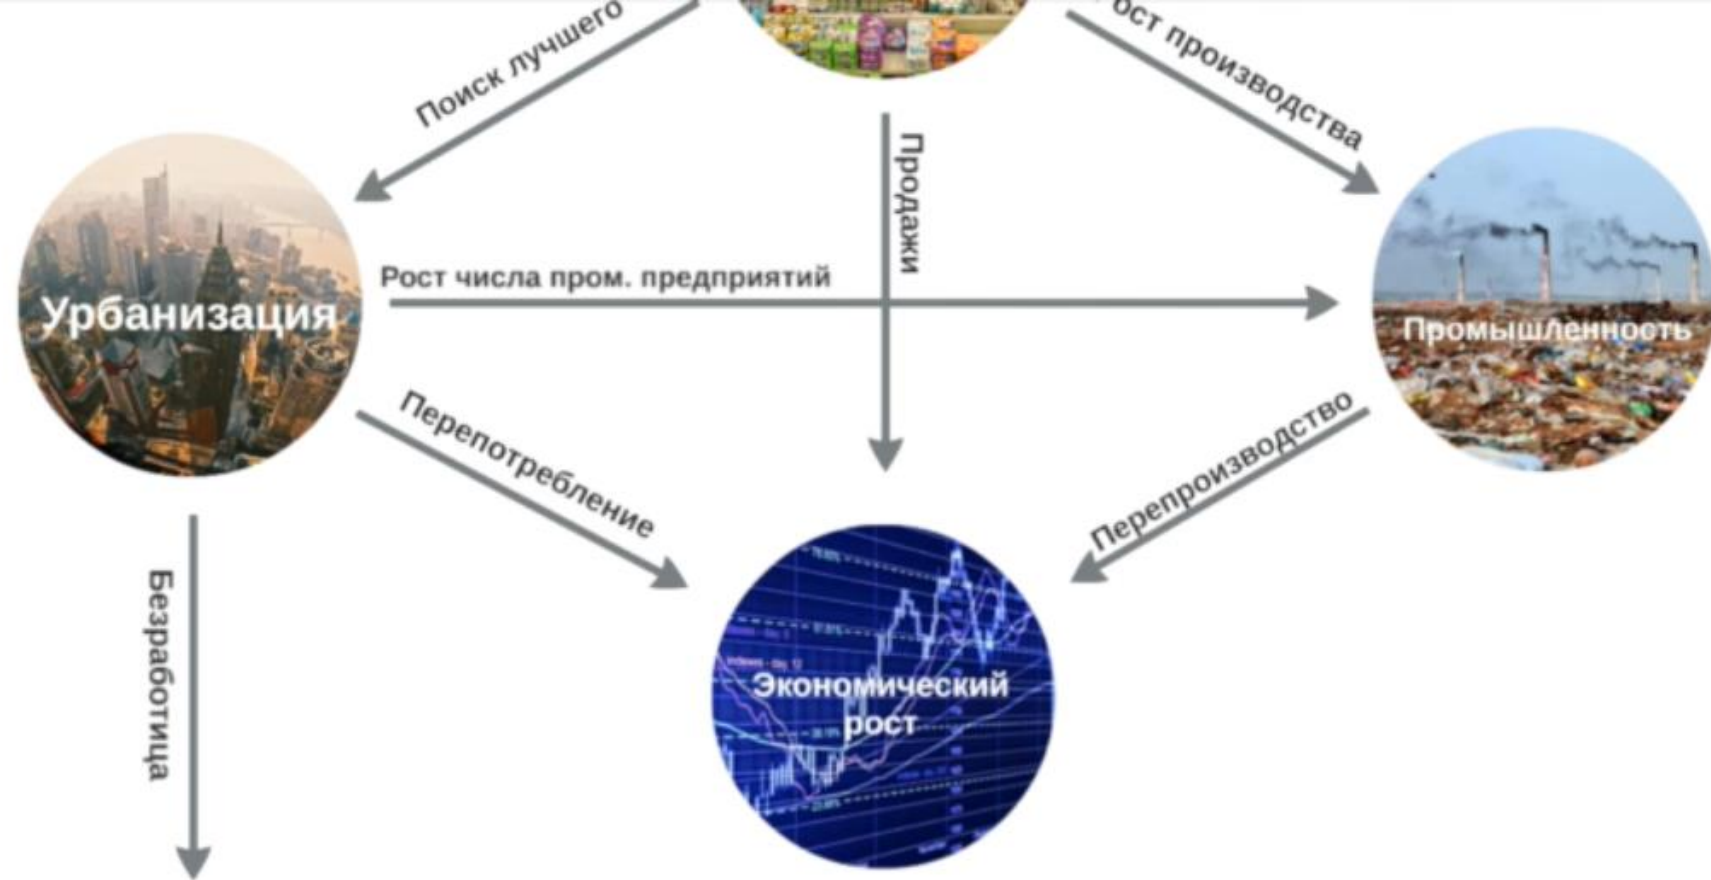 Поиск лучшего
ост производства
Продажи
Урбанизация
Рост числа пром. предприятий
Промышленность
Перепотребление
Перепроизводство
Безработица
Экономический
рост